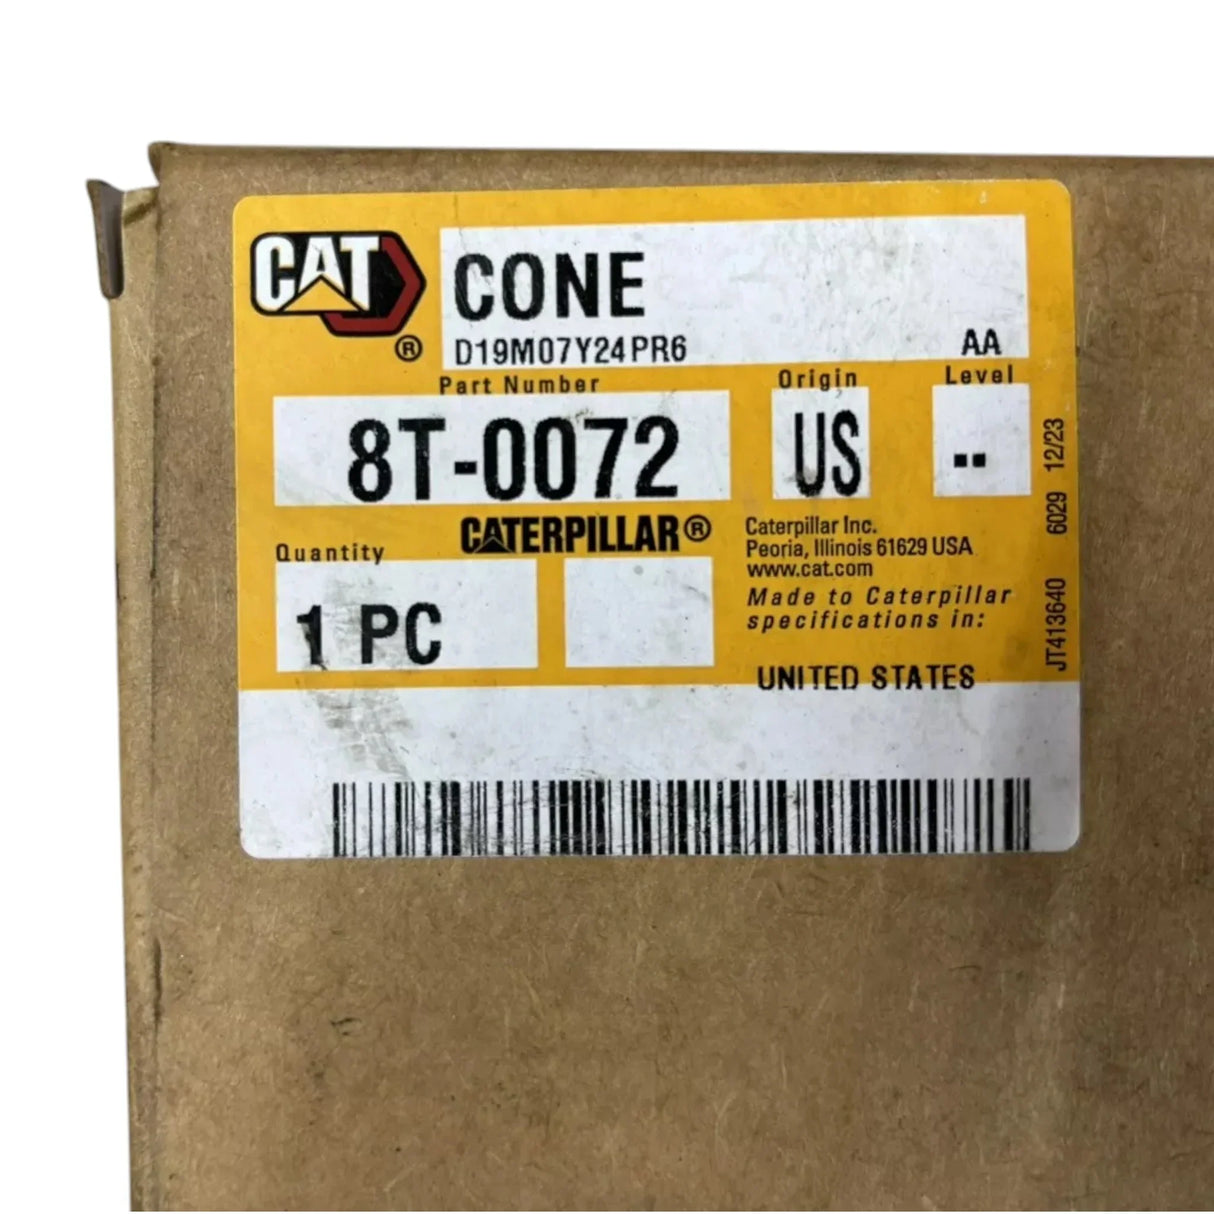 CAT
®
CONE
D19M07Y24PR6
AA
Part Number
Origin
Level
8T-0072
US
--
CATERPILLAR®
Quantity
1 PC
Caterpillar Inc.
Peoria, Illinois 61629 USA
www.cat.com
Made to Caterpillar
specifications in:
UNITED STATES
JT413640 6029 12/23